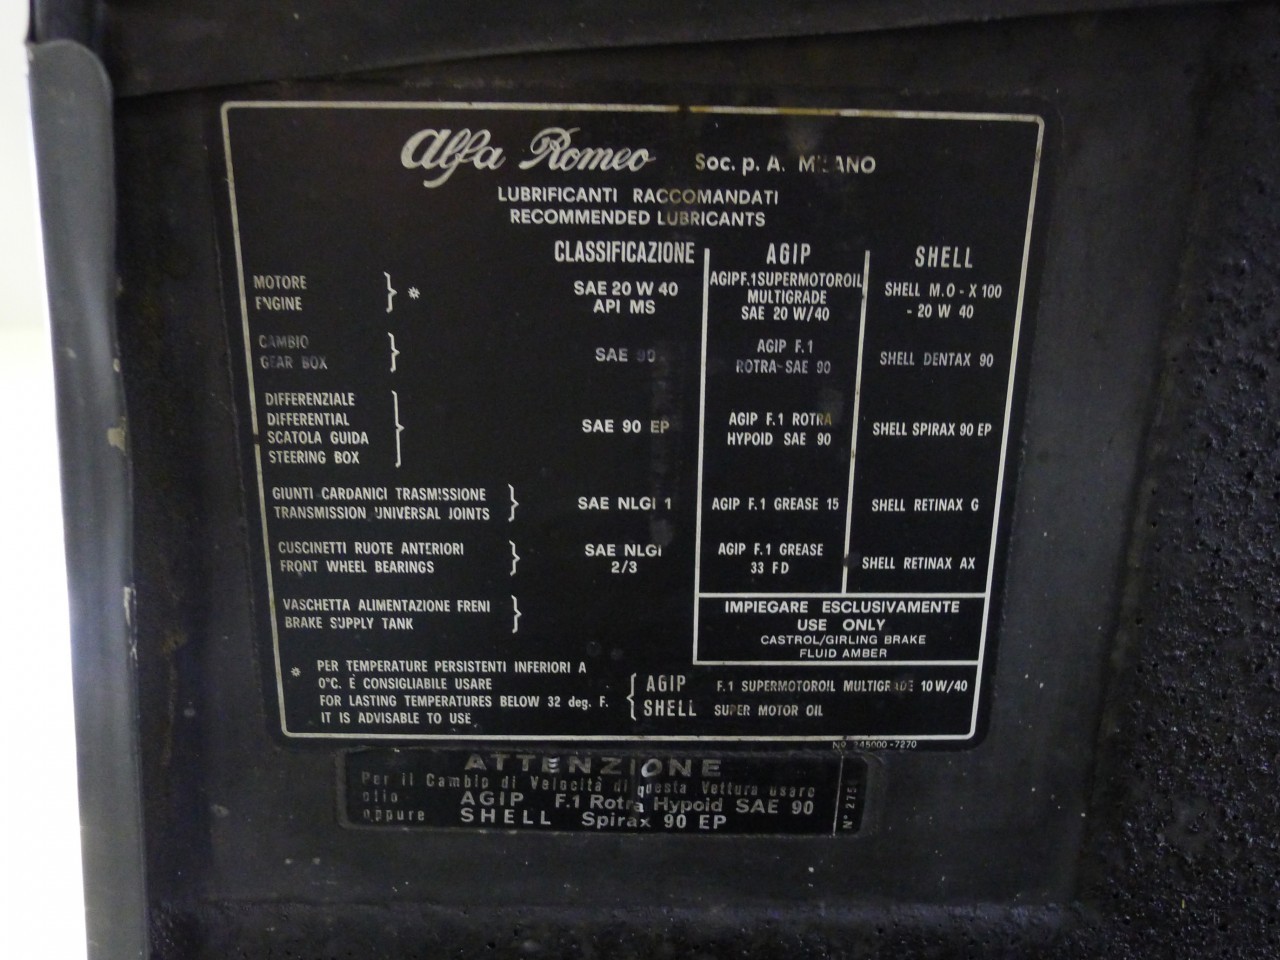 Alfa Romeo Soc. p. A. MILANO
LUBRIFICANTI RACCOMANDATI
RECOMMENDED LUBRICANTS
CLASSIFICAZIONE AGIP SHELL
MOTORE
ENGINE
*
SAE 20 W 40
API MS
AGIP F.1 SUPERMOTOROIL
MULTIGRADE
SAE 20 W/40
SHELL M.O - X 100
- 20 W 40
CAMBIO
GEAR BOX
SAE 90
AGIP F.1
ROTRA-SAE 90
SHELL DENTAX 90
DIFFERENZIALE
DIFFERENTIAL
SCATOLA GUIDA
STEERING BOX
SAE 90 EP
AGIP F.1 ROTRA
HYPOID SAE 90
SHELL SPIRAX 90 EP
GIUNTI CARDANICI TRASMISSIONE
TRANSMISSION UNIVERSAL JOINTS
SAE NLGI 1
AGIP F.1 GREASE 15
SHELL RETINAX G
CUSCINETTI RUOTE ANTERIORI
FRONT WHEEL BEARINGS
SAE NLGI
2/3
AGIP F.1 GREASE
33 FD
SHELL RETINAX AX
VASCHETTA ALIMENTAZIONE FRENI
BRAKE SUPPLY TANK
IMPIEGARE ESCLUSIVAMENTE
USE ONLY
CASTROL/GIRLING BRAKE
FLUID AMBER
* PER TEMPERATURE PERSISTENTI INFERIORI A
0°C. È CONSIGLIABILE USARE
FOR LASTING TEMPERATURES BELOW 32 deg. F.
IT IS ADVISABLE TO USE
AGIP F.1 SUPERMOTOROIL MULTIGRADE 10 W/40
SHELL SUPER MOTOR OIL
No 245000-7270
ATTENZIONE
Per il Cambio di Velocità di questa Vettura usare
olio AGIP F.1 Rotra Hypoid SAE 90
oppure SHELL Spirax 90 EP